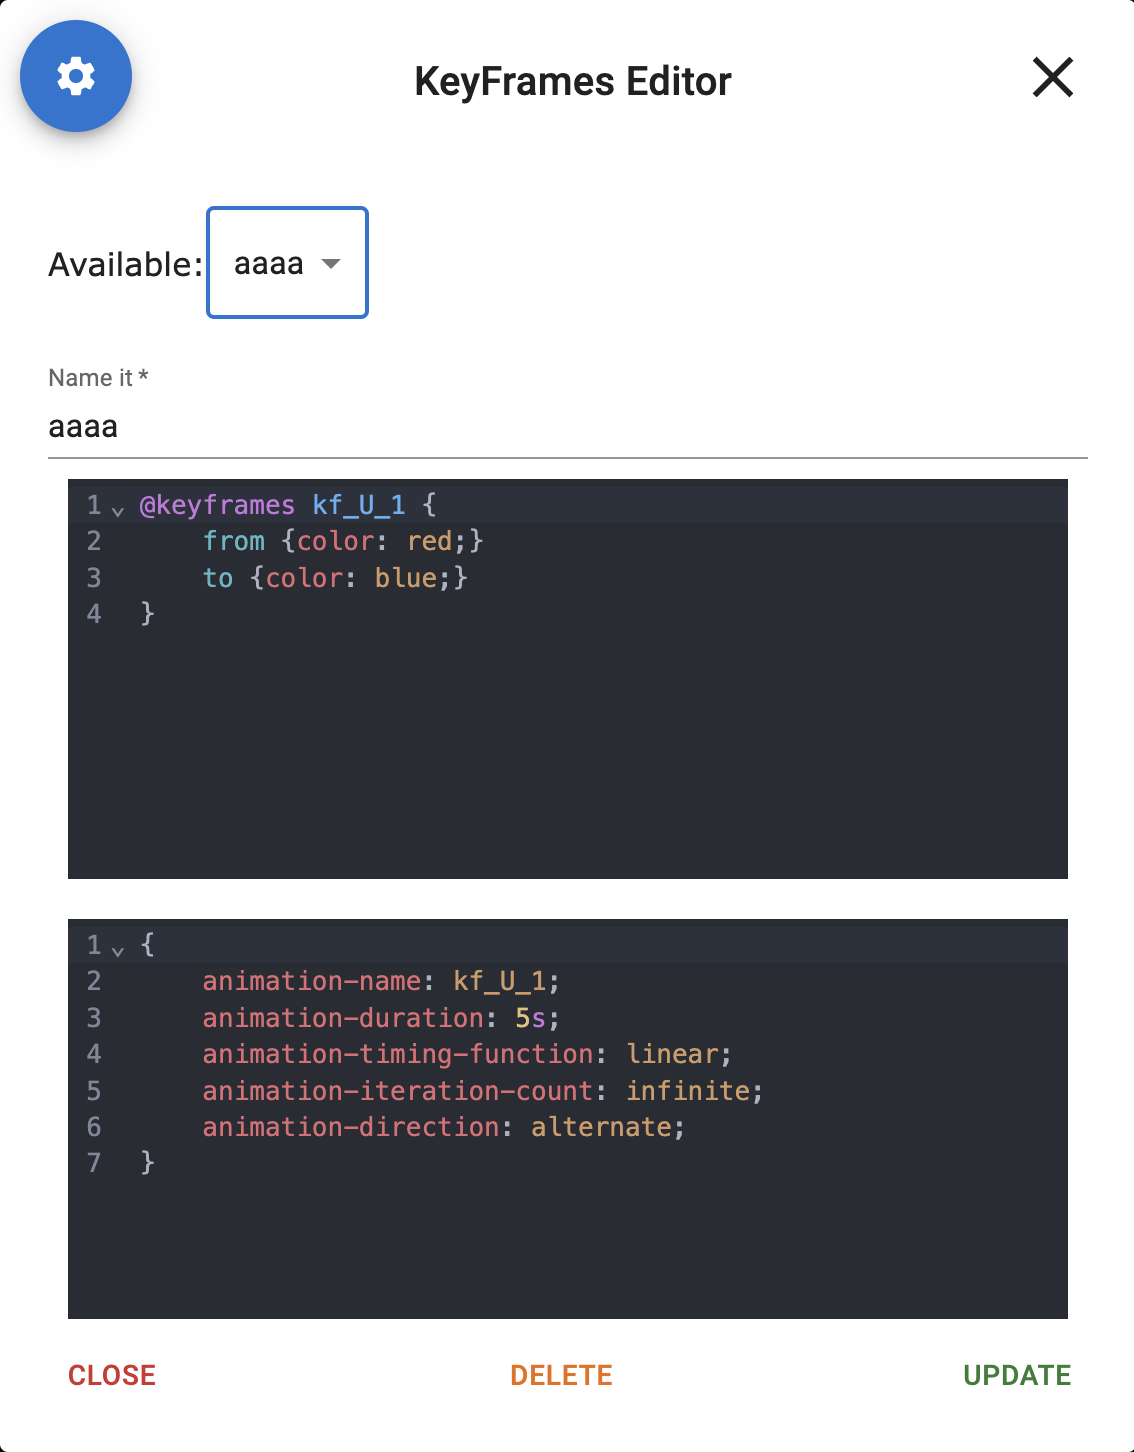 KeyFrames Editor
Available: aaaa
Name it *
aaaa
1 @keyframes kf_U_1 {
2     from {color: red;}
3     to {color: blue;}
4 }
1 {
2     animation-name: kf_U_1;
3     animation-duration: 5s;
4     animation-timing-function: linear;
5     animation-iteration-count: infinite;
6     animation-direction: alternate;
7 }
CLOSE DELETE UPDATE